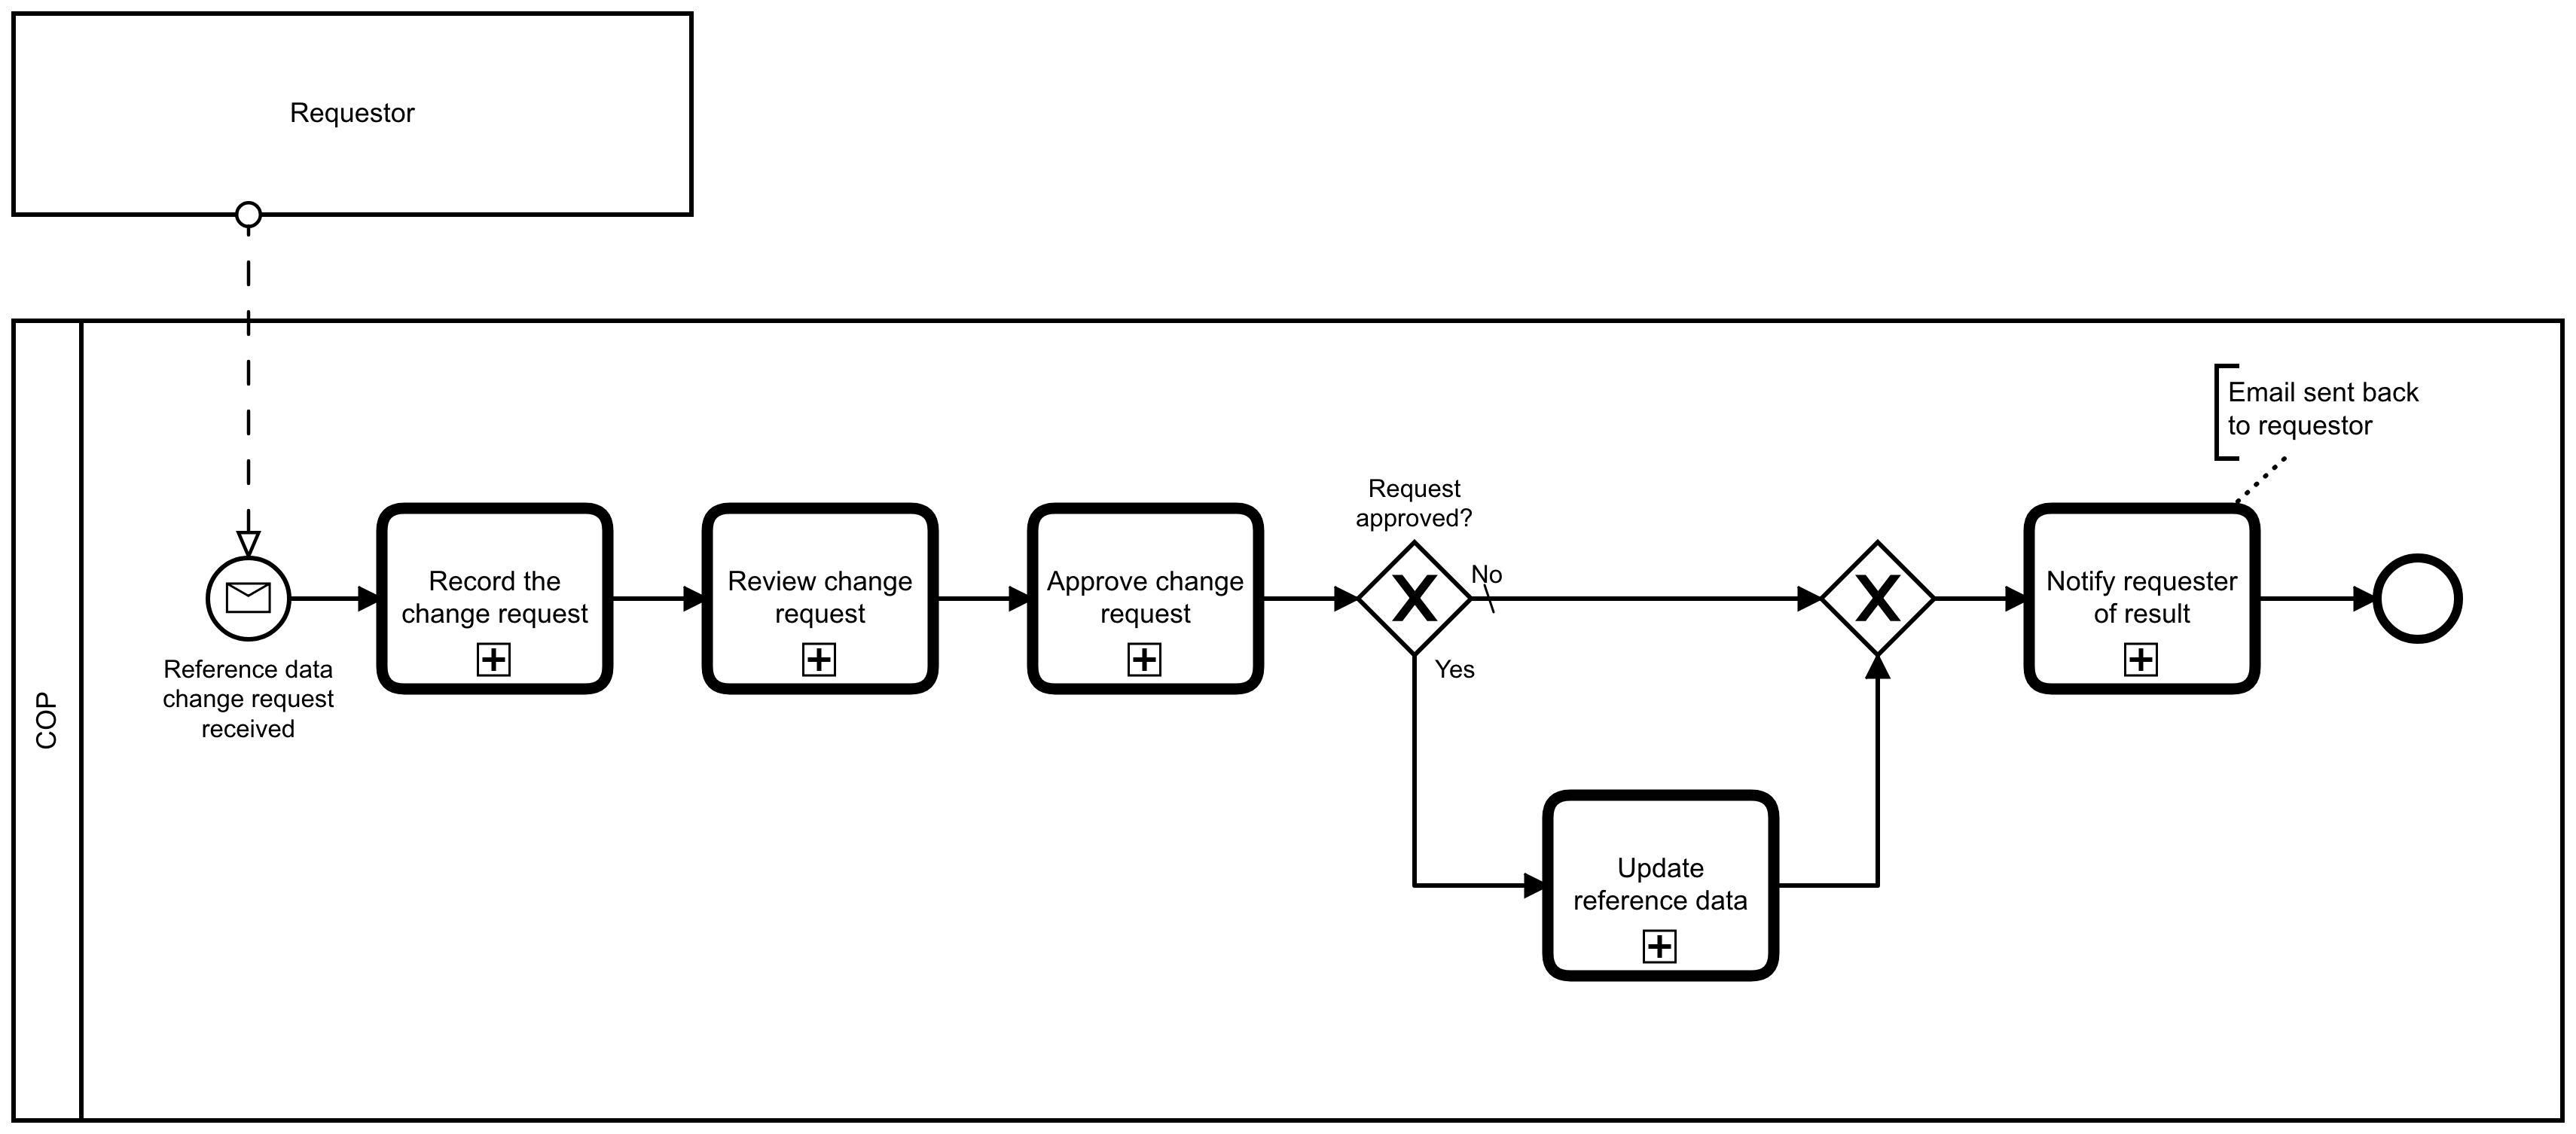 Requestor
COP
Reference data
change request
received
Record the
change request
Review change
request
Approve change
request
Request
approved?
No
Yes
Update
reference data
Notify requester
of result
Email sent back
to requestor